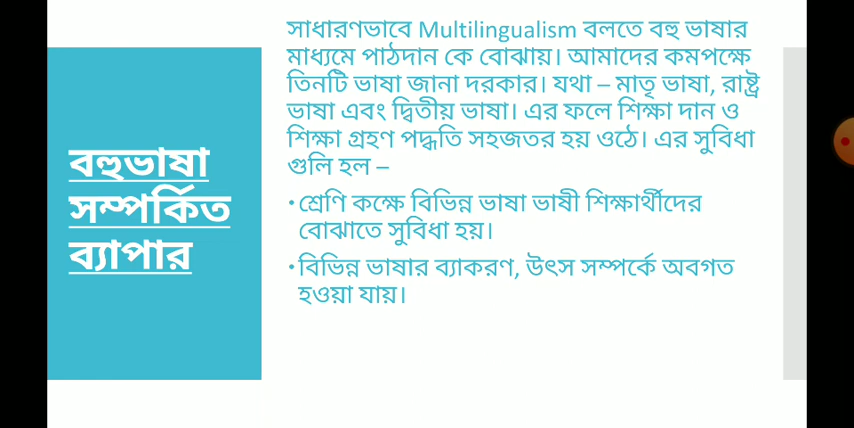 বহুভাষা
সম্পর্কিত
ব্যাপার
সাধারণভাবে Multilingualism বলতে বহু ভাষার
মাধ্যমে পাঠদান কে বোঝায়। আমাদের কমপক্ষে
তিনটি ভাষা জানা দরকার। যথা – মাতৃ ভাষা, রাষ্ট্র
ভাষা এবং দ্বিতীয় ভাষা। এর ফলে শিক্ষা দান ও
শিক্ষা গ্রহণ পদ্ধতি সহজতর হয় ওঠে। এর সুবিধা
গুলি হল –
•শ্রেণি কক্ষে বিভিন্ন ভাষা ভাষী শিক্ষার্থীদের
বোঝাতে সুবিধা হয়।
•বিভিন্ন ভাষার ব্যাকরণ, উৎস সম্পর্কে অবগত
হওয়া যায়।